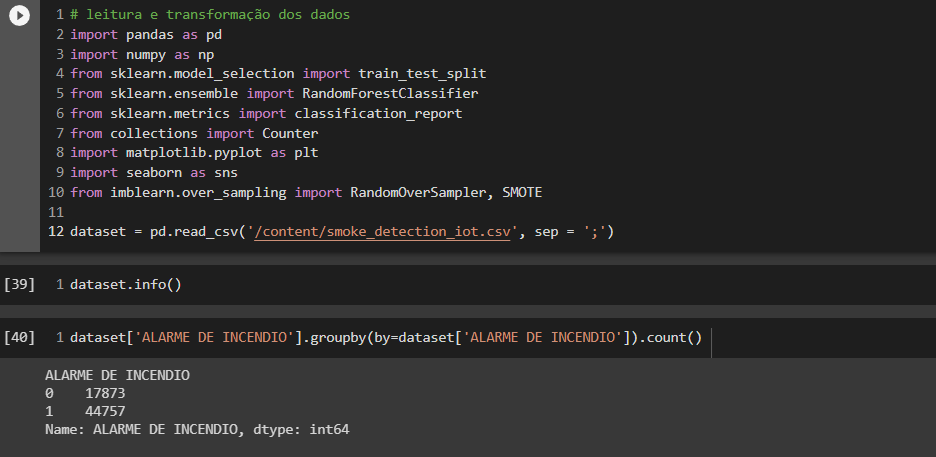 1 # leitura e transformação dos dados
2 import pandas as pd
3 import numpy as np
4 from sklearn.model_selection import train_test_split
5 from sklearn.ensemble import RandomForestClassifier
6 from sklearn.metrics import classification_report
7 from collections import Counter
8 import matplotlib.pyplot as plt
9 import seaborn as sns
10 from imblearn.over_sampling import RandomOverSampler, SMOTE
11
12 dataset = pd.read_csv('/content/smoke_detection_iot.csv', sep = ';')
[39] 1 dataset.info()
[40] 1 dataset['ALARME DE INCENDIO'].groupby(by=dataset['ALARME DE INCENDIO']).count()
ALARME DE INCENDIO
0    17873
1    44757
Name: ALARME DE INCENDIO, dtype: int64